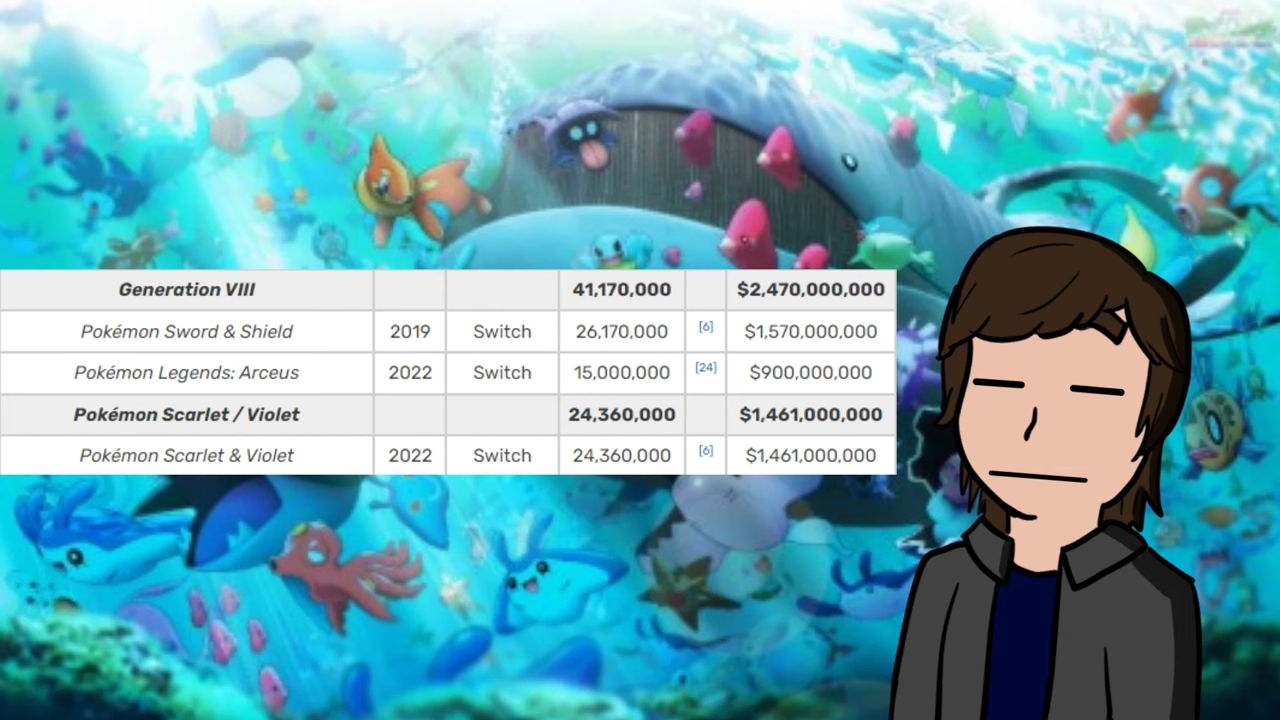 Generation VIII 41,170,000 $2,470,000,000
Pokémon Sword & Shield 2019 Switch 26,170,000 [6] $1,570,000,000
Pokémon Legends: Arceus 2022 Switch 15,000,000 [24] $900,000,000
Pokémon Scarlet / Violet 24,360,000 $1,461,000,000
Pokémon Scarlet & Violet 2022 Switch 24,360,000 [6] $1,461,000,000